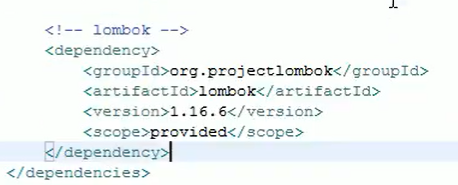 <!-- lombok -->
<dependency>
<groupId>org.projectlombok</groupId>
<artifactId>lombok</artifactId>
<version>1.16.6</version>
<scope>provided</scope>
</dependency>
</dependencies>